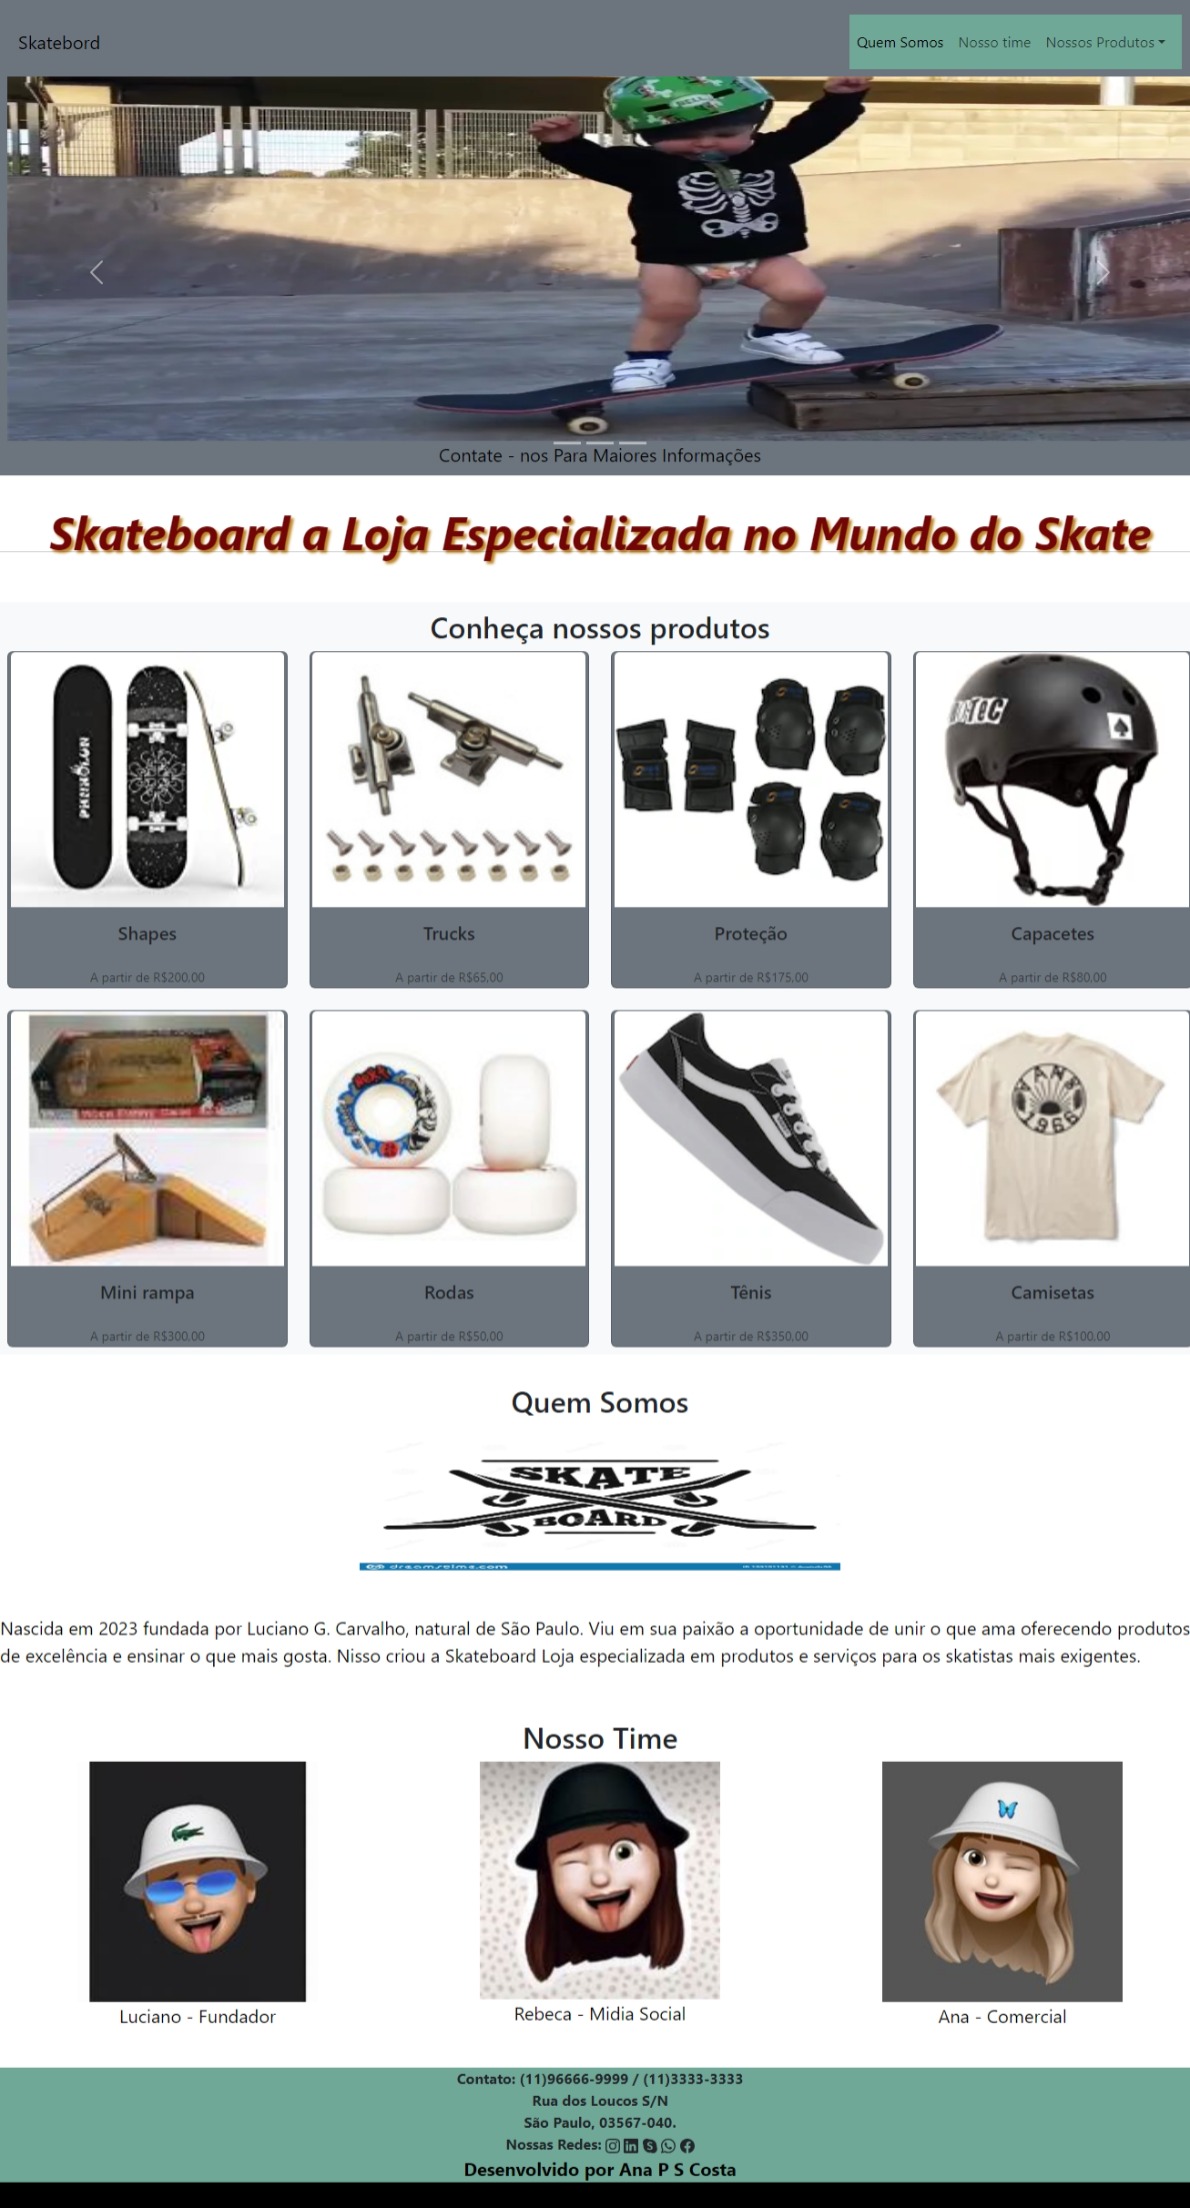 Skatebord
Quem Somos Nosso time Nossos Produtos
Contate - nos Para Maiores Informações
Skateboard a Loja Especializada no Mundo do Skate
Conheça nossos produtos
Shapes
A partir de R$200,00
Trucks
A partir de R$65,00
Proteção
A partir de R$175,00
Capacetes
A partir de R$80,00
Mini rampa
A partir de R$300,00
Rodas
A partir de R$50,00
Tênis
A partir de R$350,00
VANS
1966
Camisetas
A partir de R$100,00
Quem Somos
SKATE
BOARD
dreamstime.com
Nascida em 2023 fundada por Luciano G. Carvalho, natural de São Paulo. Viu em sua paixão a oportunidade de unir o que ama oferecendo produtos
de excelência e ensinar o que mais gosta. Nisso criou a Skateboard Loja especializada em produtos e serviços para os skatistas mais exigentes.
Nosso Time
Luciano - Fundador
Rebeca - Midia Social
Ana - Comercial
Contato: (11)96666-9999 / (11)3333-3333
Rua dos Loucos S/N
São Paulo, 03567-040.
Nossas Redes:
Desenvolvido por Ana P S Costa